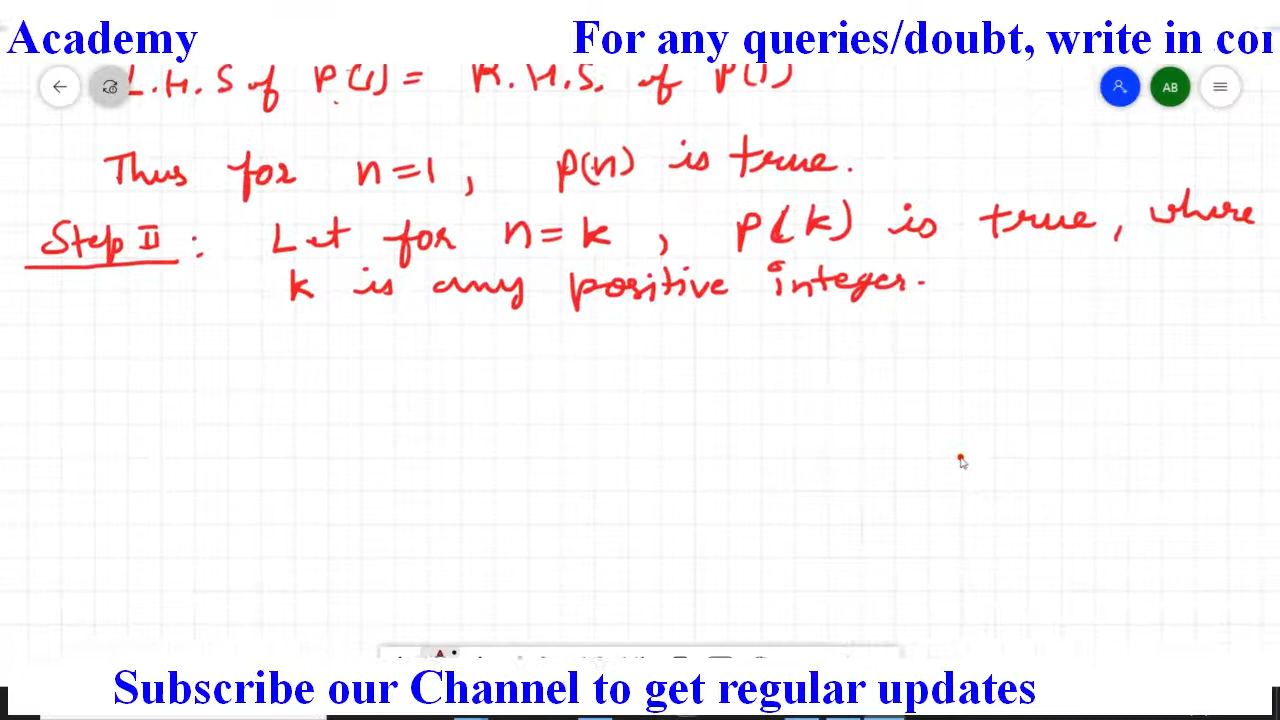 Academy For any queries/doubt, write in
L.H.S of P(1) = R.H.S. of P(1)
AB
Thus for n=1, P(n) is true.
Step II : Let for n=k, P(k) is true, where
k is any positive integer.
Subscribe our Channel to get regular updates